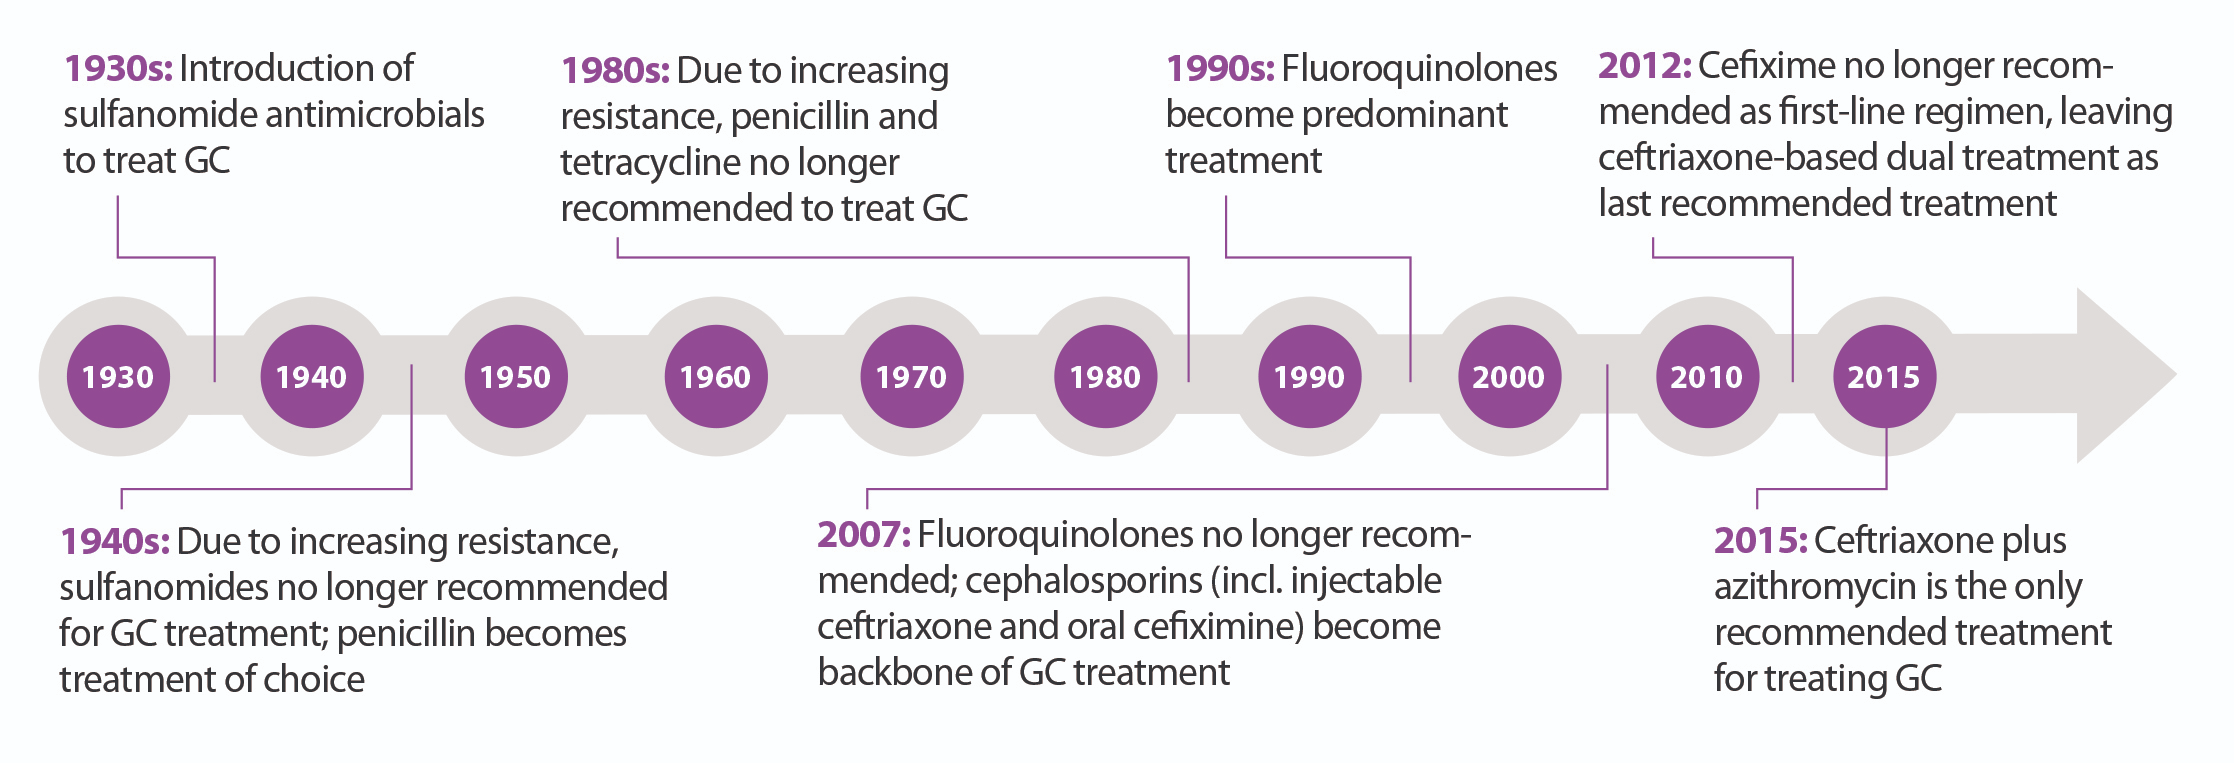 1930s: Introduction of
sulfanomide antimicrobials
to treat GC
1980s: Due to increasing
resistance, penicillin and
tetracycline no longer
recommended to treat GC
1990s: Fluoroquinolones
become predominant
treatment
2012: Cefixime no longer recom-
mended as first-line regimen, leaving
ceftriaxone-based dual treatment as
last recommended treatment
1930
1940
1950
1960
1970
1980
1990
2000
2010
2015
1940s: Due to increasing resistance,
sulfanomides no longer recommended
for GC treatment; penicillin becomes
treatment of choice
2007: Fluoroquinolones no longer recom-
mended; cephalosporins (incl. injectable
ceftriaxone and oral cefiximine) become
backbone of GC treatment
2015: Ceftriaxone plus
azithromycin is the only
recommended treatment
for treating GC